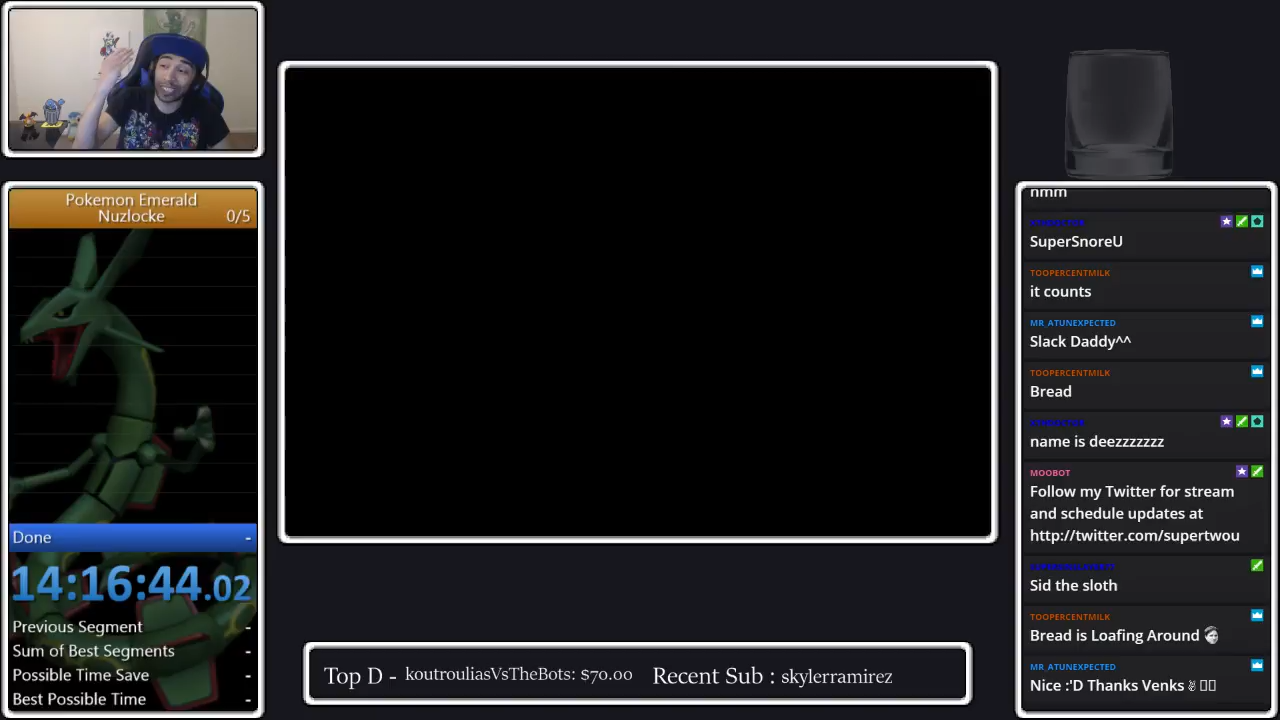 Pokemon Emerald
Nuzlocke 0/5
Done -
14:16:44.02
Previous Segment -
Sum of Best Segments -
Possible Time Save -
Best Possible Time -
Top D - koutrouliasVsTheBots: $70.00 Recent Sub : skylerramirez
nmm
SuperSnoreU
TOOPERCENTMILK
it counts
MR_ATUNEXPECTED
Slack Daddy^^
TOOPERCENTMILK
Bread
name is deezzzzzzz
MOOBOT
Follow my Twitter for stream
and schedule updates at
http://twitter.com/supertwou
Sid the sloth
TOOPERCENTMILK
Bread is Loafing Around
MR_ATUNEXPECTED
Nice :'D Thanks Venks